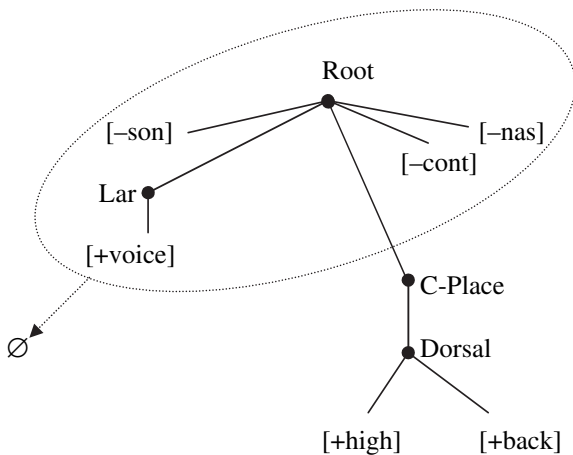 Root
[–son]
[–nas]
[–cont]
Lar
[+voice]
C-Place
∅
Dorsal
[+high] [+back]